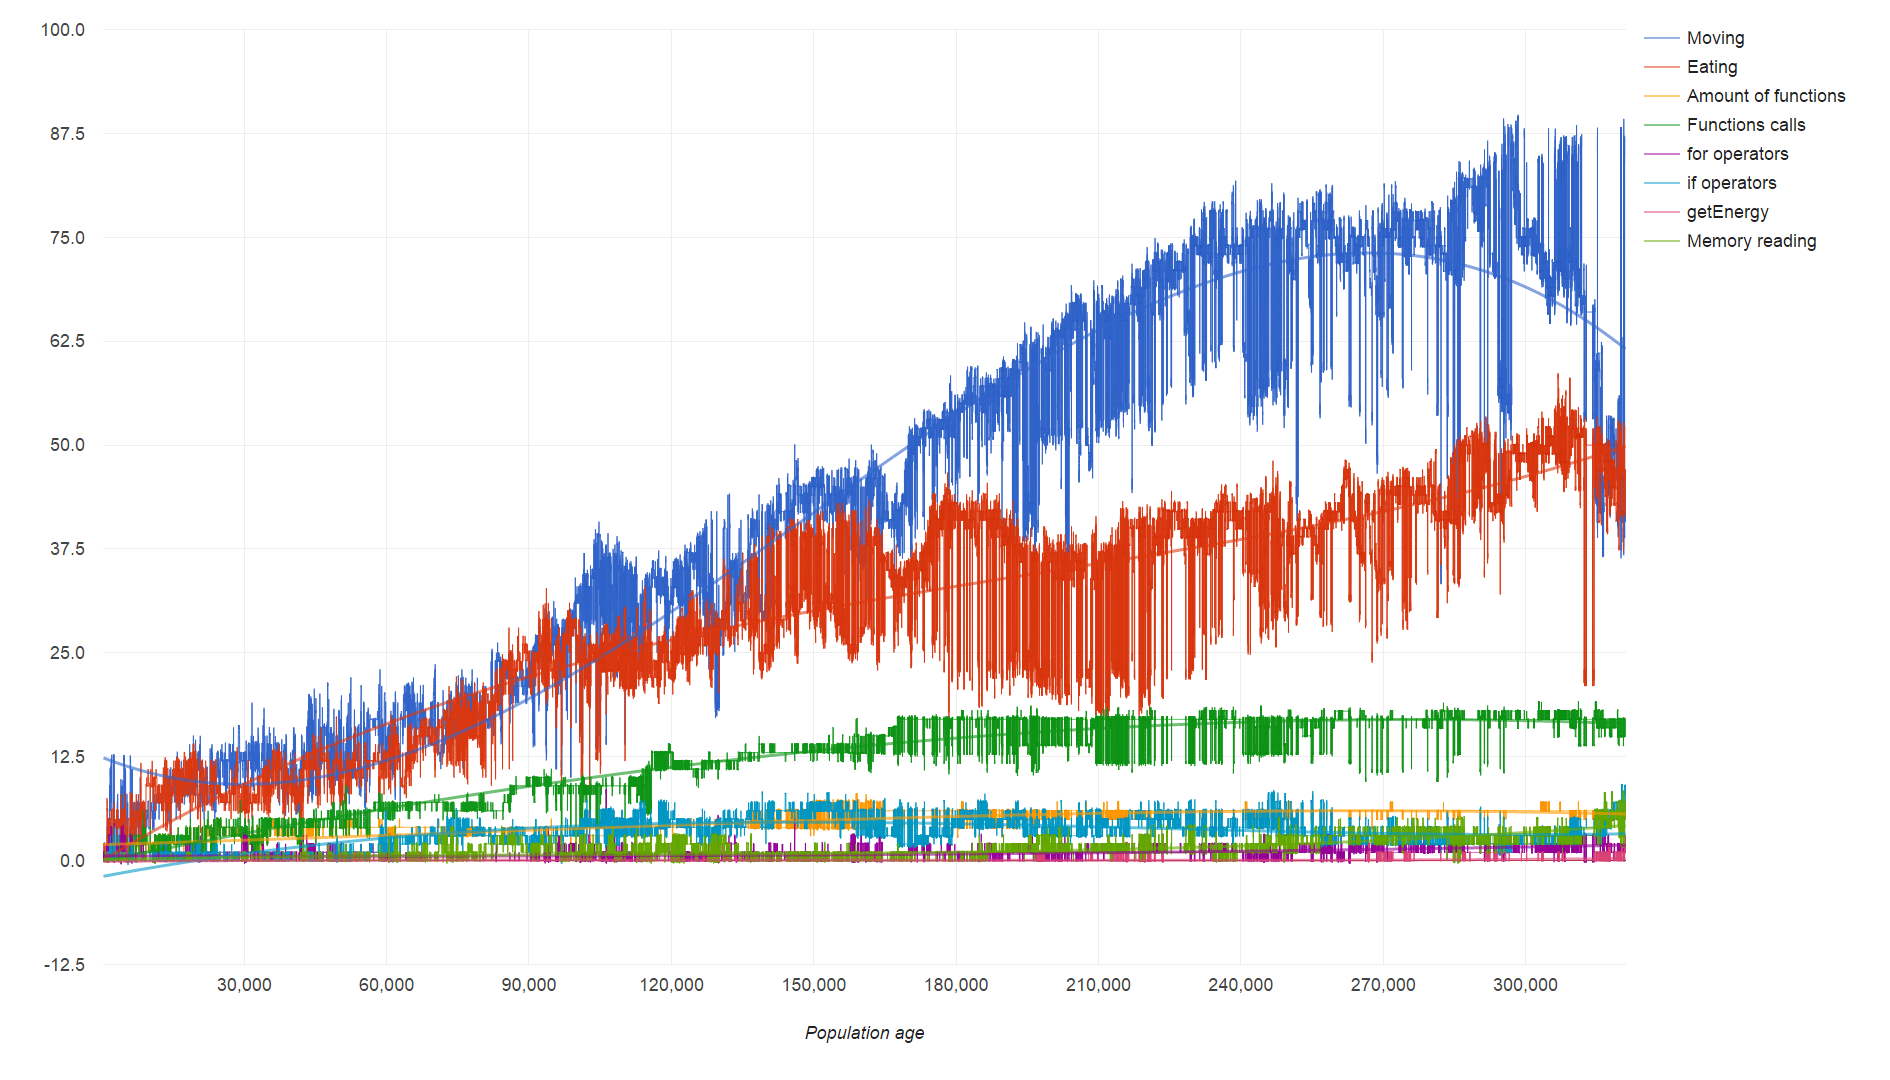 100.0
87.5
75.0
62.5
50.0
37.5
25.0
12.5
0.0
-12.5
30,000
60,000
90,000
120,000
150,000
180,000
210,000
240,000
270,000
300,000
Population age
Moving
Eating
Amount of functions
Functions calls
for operators
if operators
getEnergy
Memory reading